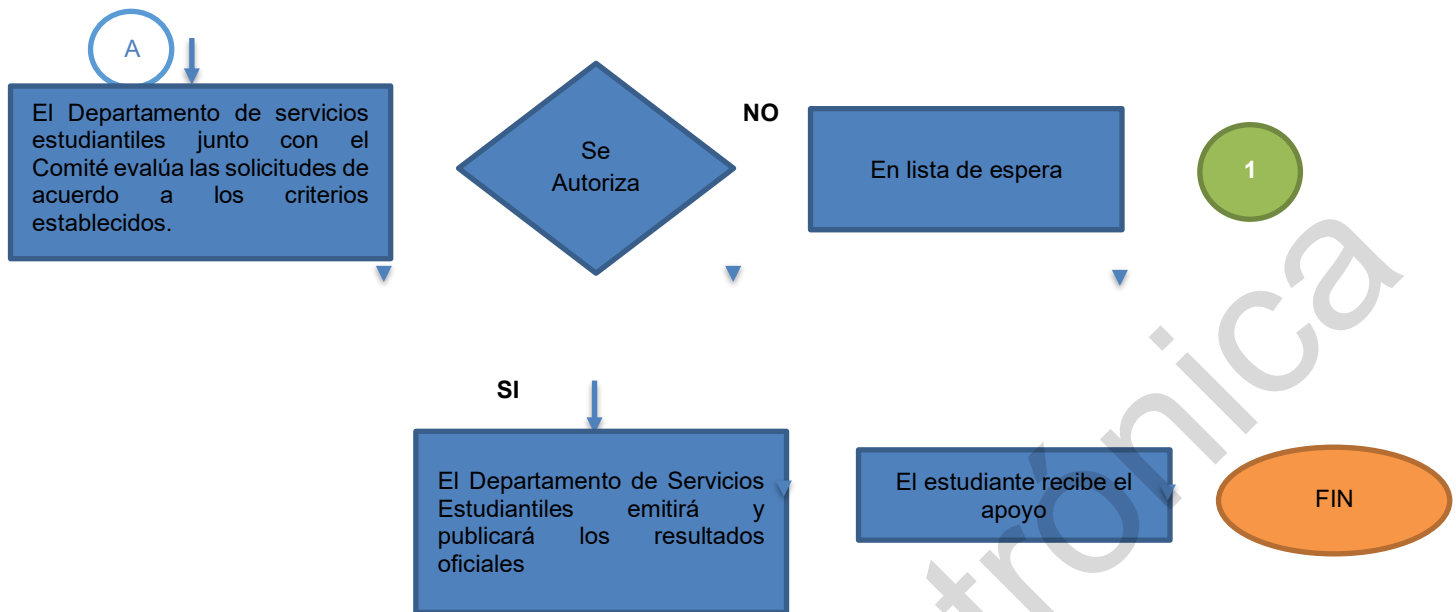 A
El Departamento de servicios
estudiantiles junto con el
Comité evalúa las solicitudes de
acuerdo a los criterios
establecidos.
Se
Autoriza
NO
En lista de espera
1
SI
El Departamento de Servicios
Estudiantiles emitirá y
publicará los resultados
oficiales
El estudiante recibe el
apoyo
FIN
trónica